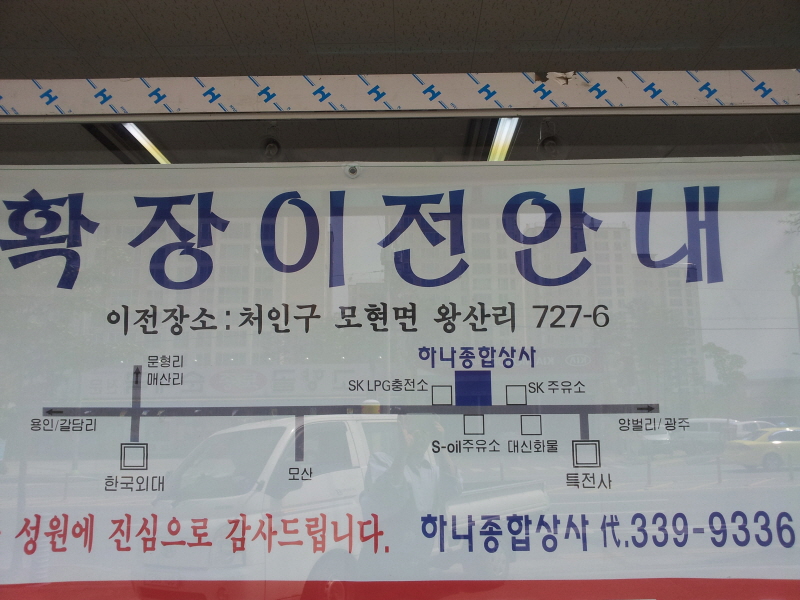 확장이전안내
이전장소:처인구 모현면 왕산리 727-6
문형리
매산리
하나종합상사
SK LPG충전소
SK 주유소
용인/갈담리
양벌리/광주
S-oil주유소
대신화물
한국외대
모산
특전사
성원에 진심으로 감사드립니다.
하나종합상사 代.339-9336